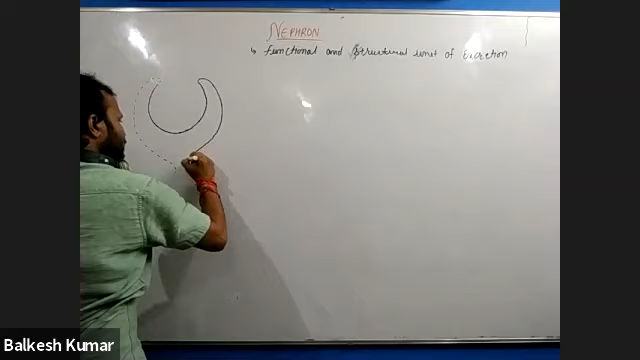 NEPHRON
↳ Functional and Structural unit of Excretion
Balkesh Kumar